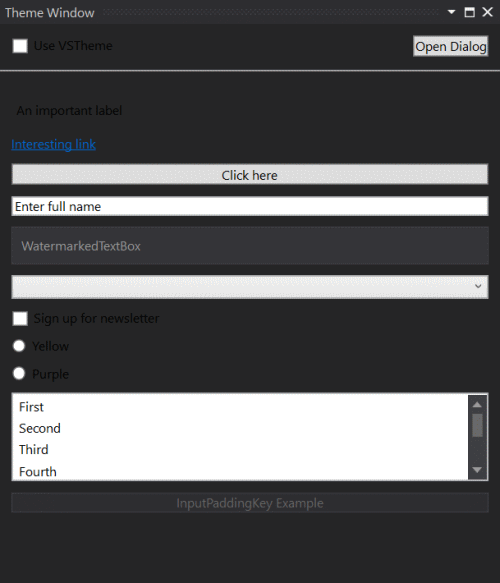 Theme Window
Use VSTheme
Open Dialog
An important label
Interesting link
Click here
Enter full name
WatermarkedTextBox
Sign up for newsletter
Yellow
Purple
First
Second
Third
Fourth
InputPaddingKey Example